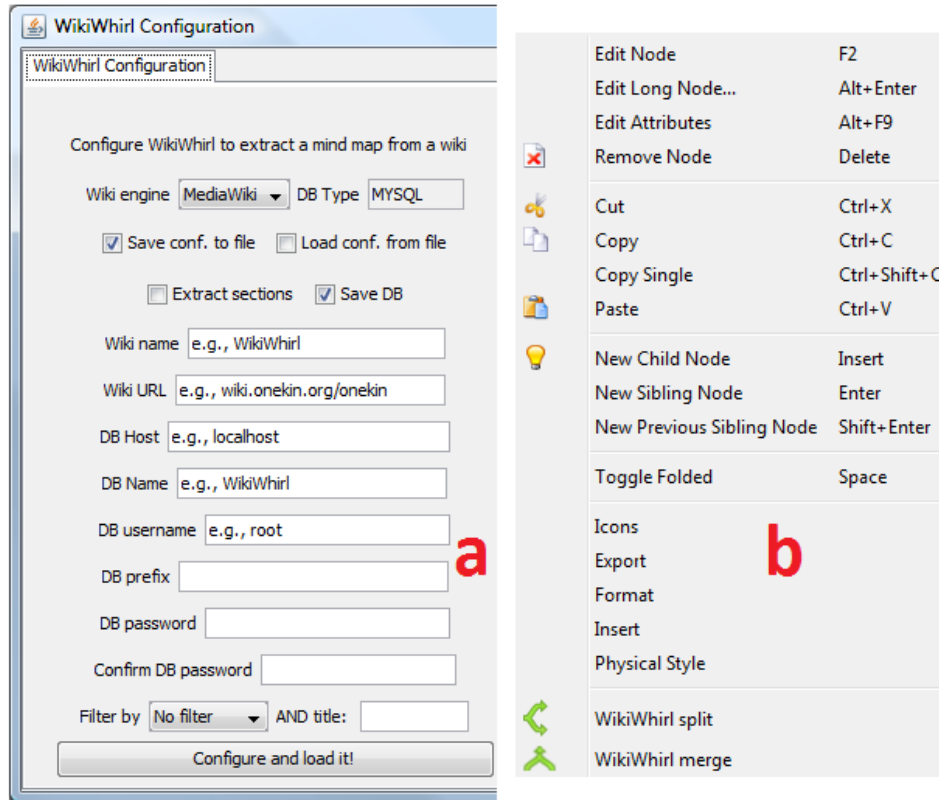 WikiWhirl Configuration
WikiWhirl Configuration
Configure WikiWhirl to extract a mind map from a wiki
Wiki engine MediaWiki DB Type MYSQL
Save conf. to file Load conf. from file
Extract sections Save DB
Wiki name e.g., WikiWhirl
Wiki URL e.g., wiki.onekin.org/onekin
DB Host e.g., localhost
DB Name e.g., WikiWhirl
DB username e.g., root
DB prefix
DB password
Confirm DB password
Filter by No filter AND title:
Configure and load it!
a
Edit Node F2
Edit Long Node... Alt+Enter
Edit Attributes Alt+F9
Remove Node Delete
Cut Ctrl+X
Copy Ctrl+C
Copy Single Ctrl+Shift+C
Paste Ctrl+V
New Child Node Insert
New Sibling Node Enter
New Previous Sibling Node Shift+Enter
Toggle Folded Space
Icons
Export
Format
Insert
Physical Style
b
WikiWhirl split
WikiWhirl merge